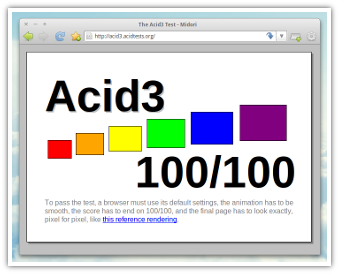 The Acid3 Test - Midori
http://acid3.acidtests.org/
Acid3
100/100
To pass the test, a browser must use its default settings, the animation has to be
smooth, the score has to end on 100/100, and the final page has to look exactly,
pixel for pixel, like this reference rendering.